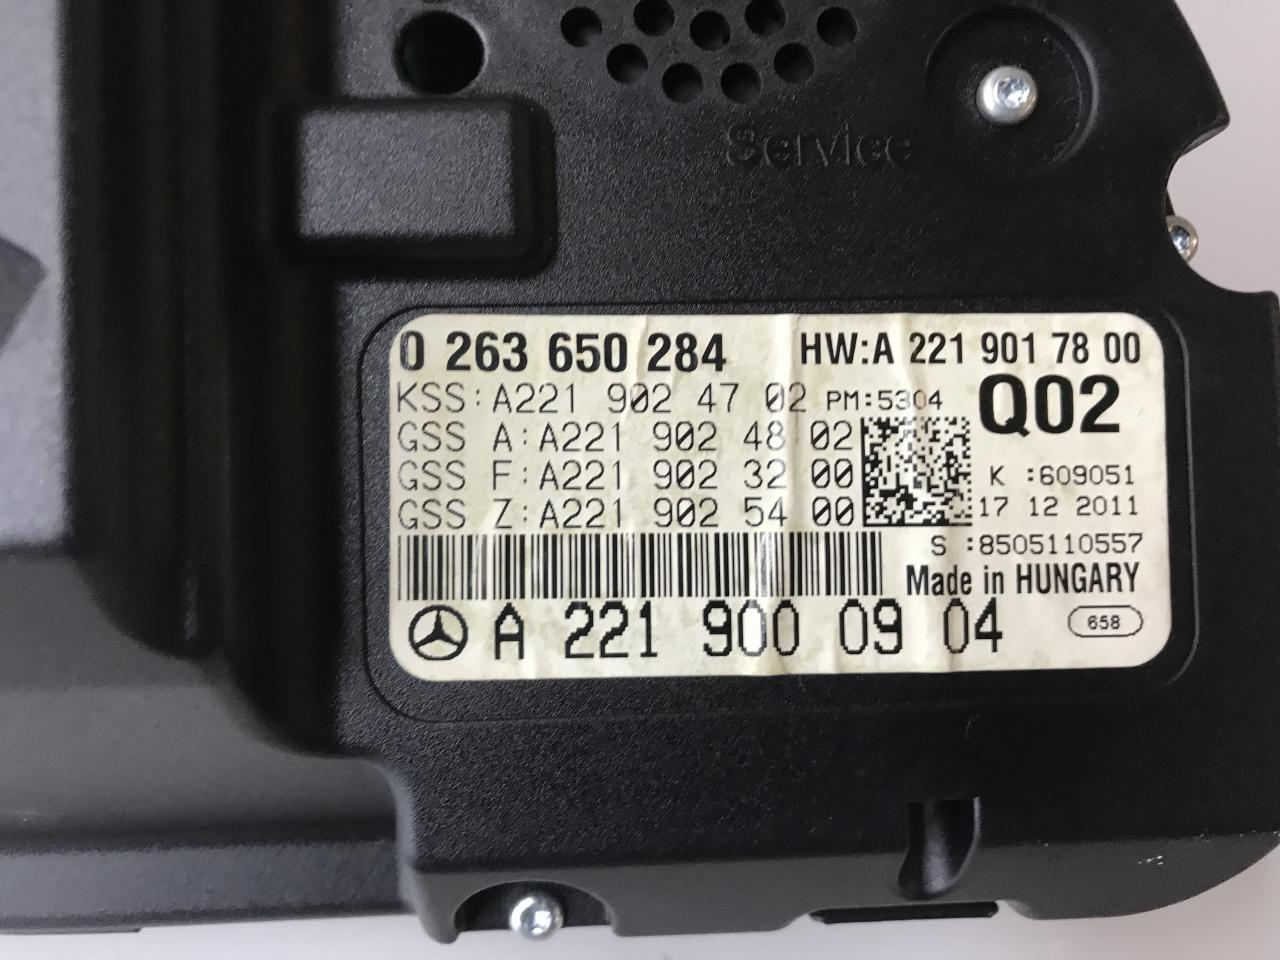 Service
0 263 650 284 HW:A 221 901 78 00
KSS:A221 902 47 02 PM:5304 Q02
GSS A:A221 902 48 02
GSS F:A221 902 32 00 K :609051
GSS Z:A221 902 54 00 17 12 2011
S :8505110557
Made in HUNGARY
A 221 900 09 04 658